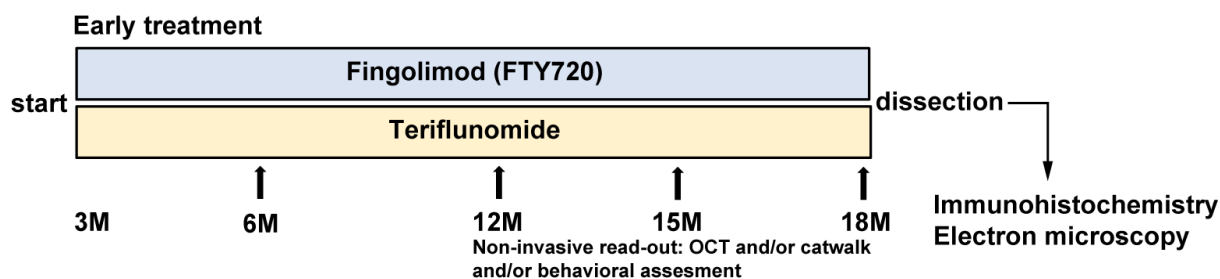 Early treatment
Fingolimod (FTY720)
start
dissection
Teriflunomide
3M 6M 12M 15M 18M
Non-invasive read-out: OCT and/or catwalk
and/or behavioral assesment
Immunohistochemistry
Electron microscopy